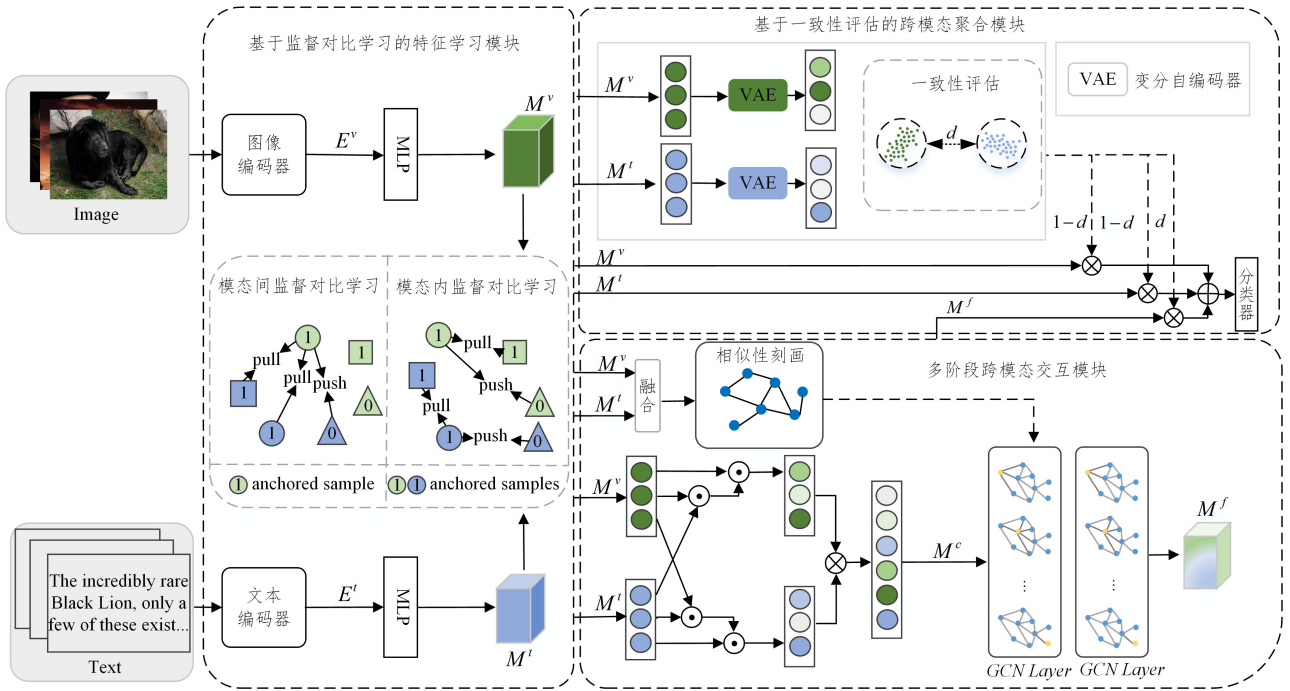 基于监督对比学习的特征学习模块
Image
图像
编码器
E^v
MLP
M^v
模态间监督对比学习
模态内监督对比学习
1
pull
1
1
pull
push
1
0
0
1
pull
1
1
pull
push
0
1
push
0
1 anchored sample
1 1 anchored samples
The incredibly rare
Black Lion, only a
few of these exist...
Text
文本
编码器
E^t
MLP
M^t
基于一致性评估的跨模态聚合模块
M^v
VAE
M^t
VAE
一致性评估
d
VAE
变分自编码器
1-d
1-d
d
M^v
M^t
M^f
分类器
多阶段跨模态交互模块
M^v
M^t
融合
相似性刻画
M^v
M^t
M^c
...
...
GCN Layer
GCN Layer
M^f